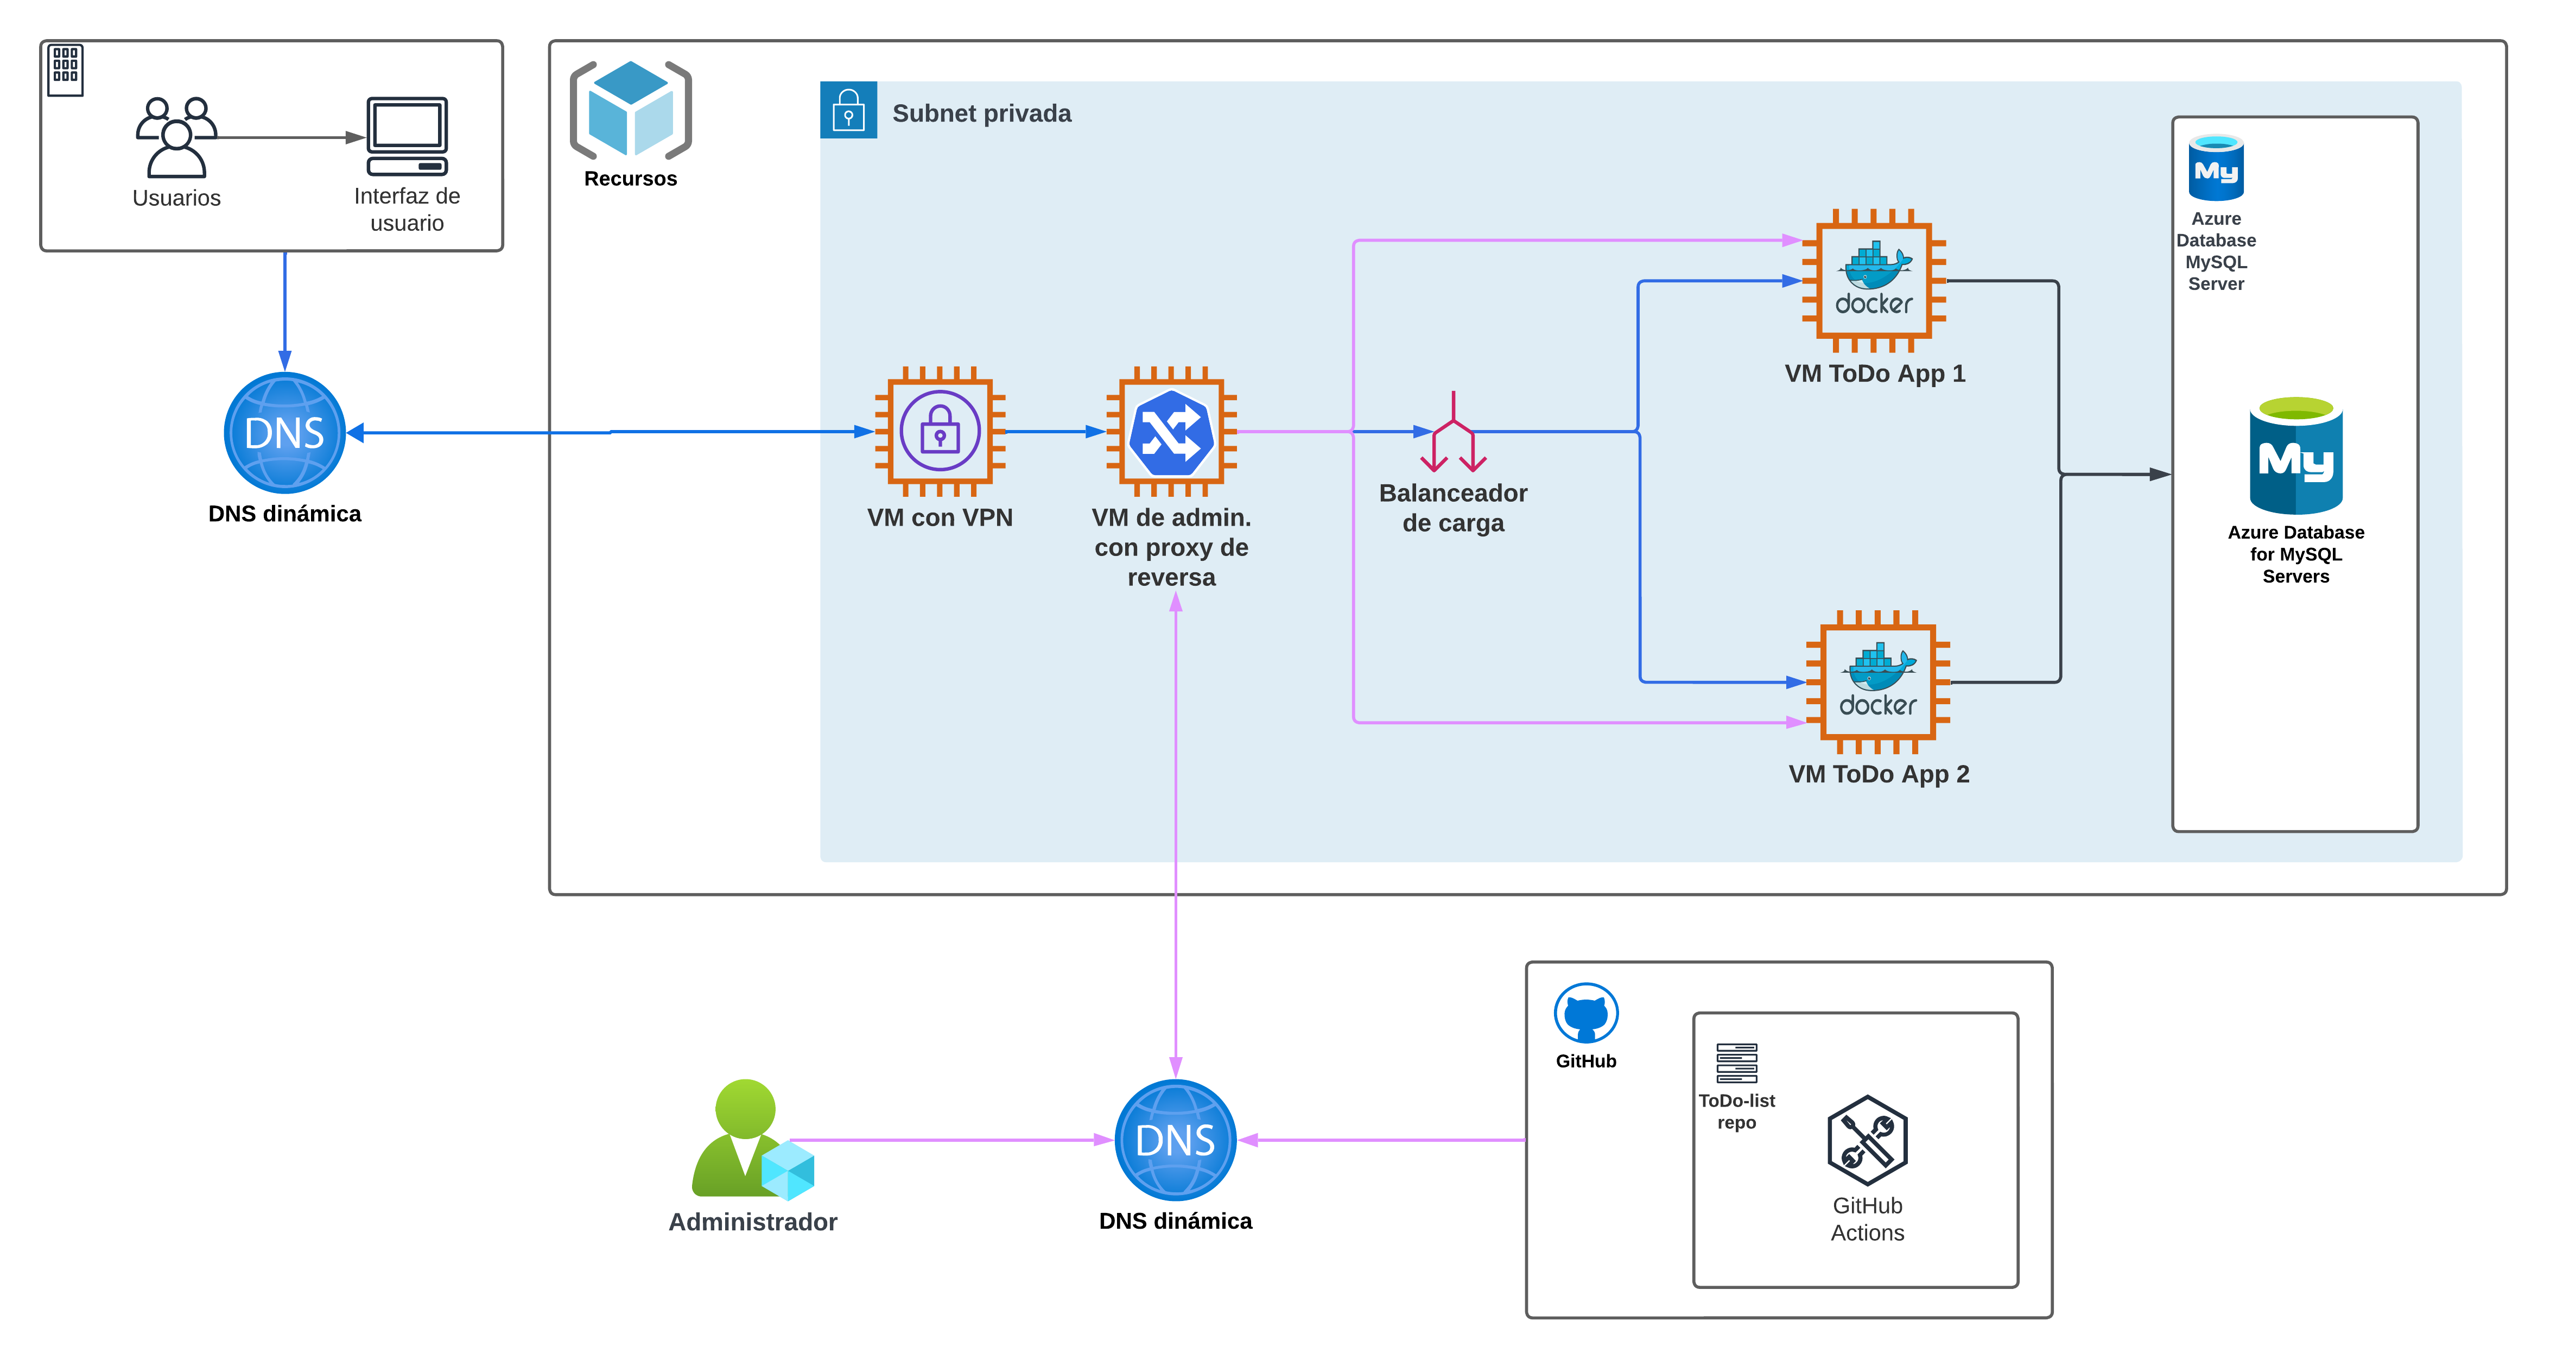 Usuarios
Interfaz de
usuario
DNS
DNS dinámica
Recursos
Subnet privada
VM con VPN
VM de admin.
con proxy de
reversa
Balanceador
de carga
docker
VM ToDo App 1
docker
VM ToDo App 2
My
Azure
Database
MySQL
Server
My
Azure Database
for MySQL
Servers
Administrador
DNS
DNS dinámica
GitHub
ToDo-list
repo
GitHub
Actions